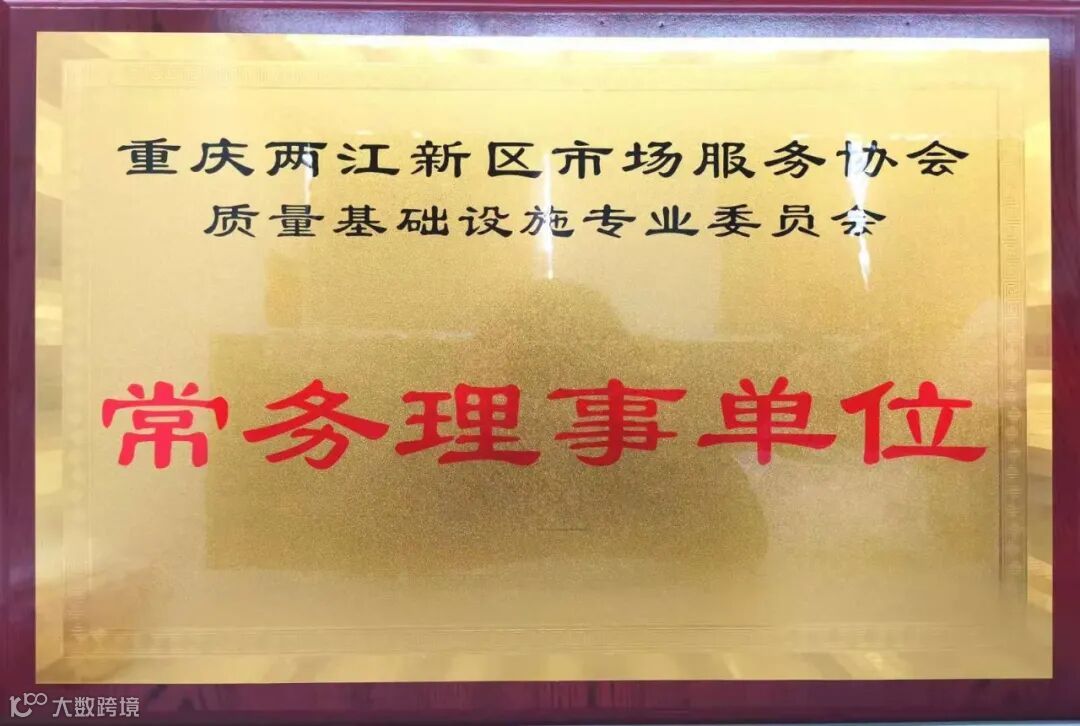 重庆两江新区市场服务协会
质量基础设施专业委员会
常务理事单位
大数跨境